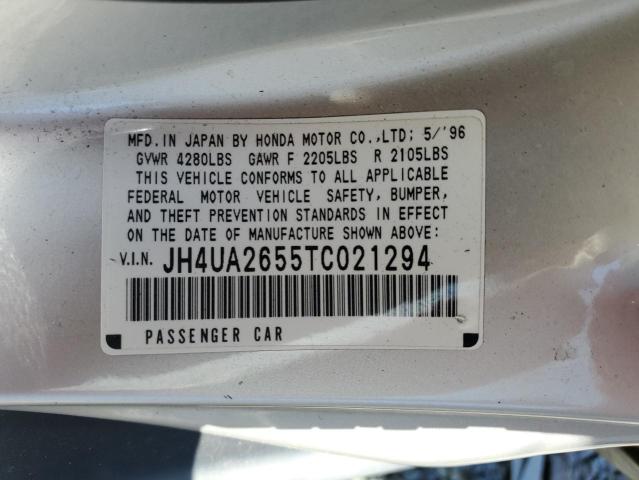 MFD. IN JAPAN BY HONDA MOTOR CO.,LTD; 5/'96
GVWR 4280LBS GAWR F 2205LBS R 2105LBS
THIS VEHICLE CONFORMS TO ALL APPLICABLE
FEDERAL MOTOR VEHICLE SAFETY, BUMPER,
AND THEFT PREVENTION STANDARDS IN EFFECT
ON THE DATE OF MANUFACTURE SHOWN ABOVE:
V.I.N. JH4UA2655TC021294
PASSENGER CAR